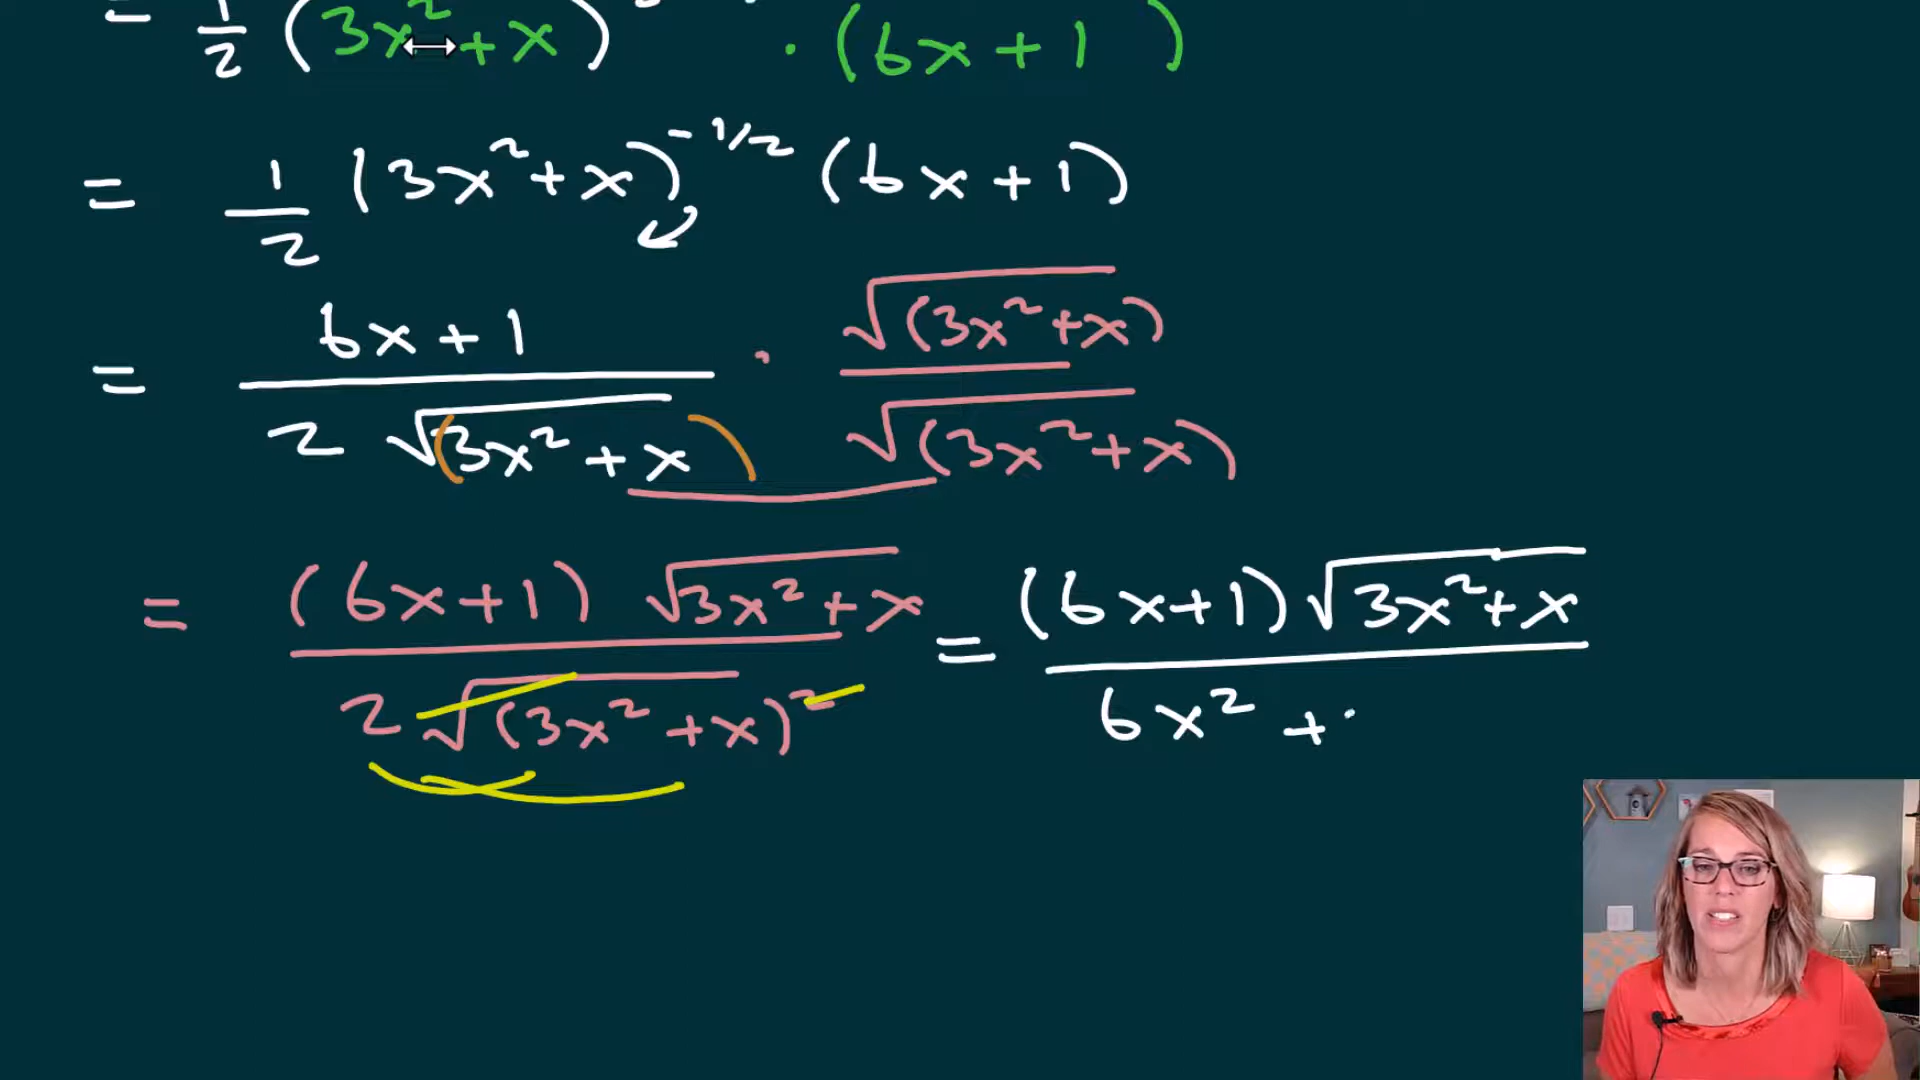 = 1/2 (3x² + x) · (6x + 1)
= 1/2 (3x² + x)^(-1/2) (6x + 1)
= (6x + 1)/(2 √(3x² + x)) · √(3x² + x)/√(3x² + x)
= (6x + 1) √(3x² + x)/(2 √(3x² + x)²) = (6x + 1) √(3x² + x)/(6x² +